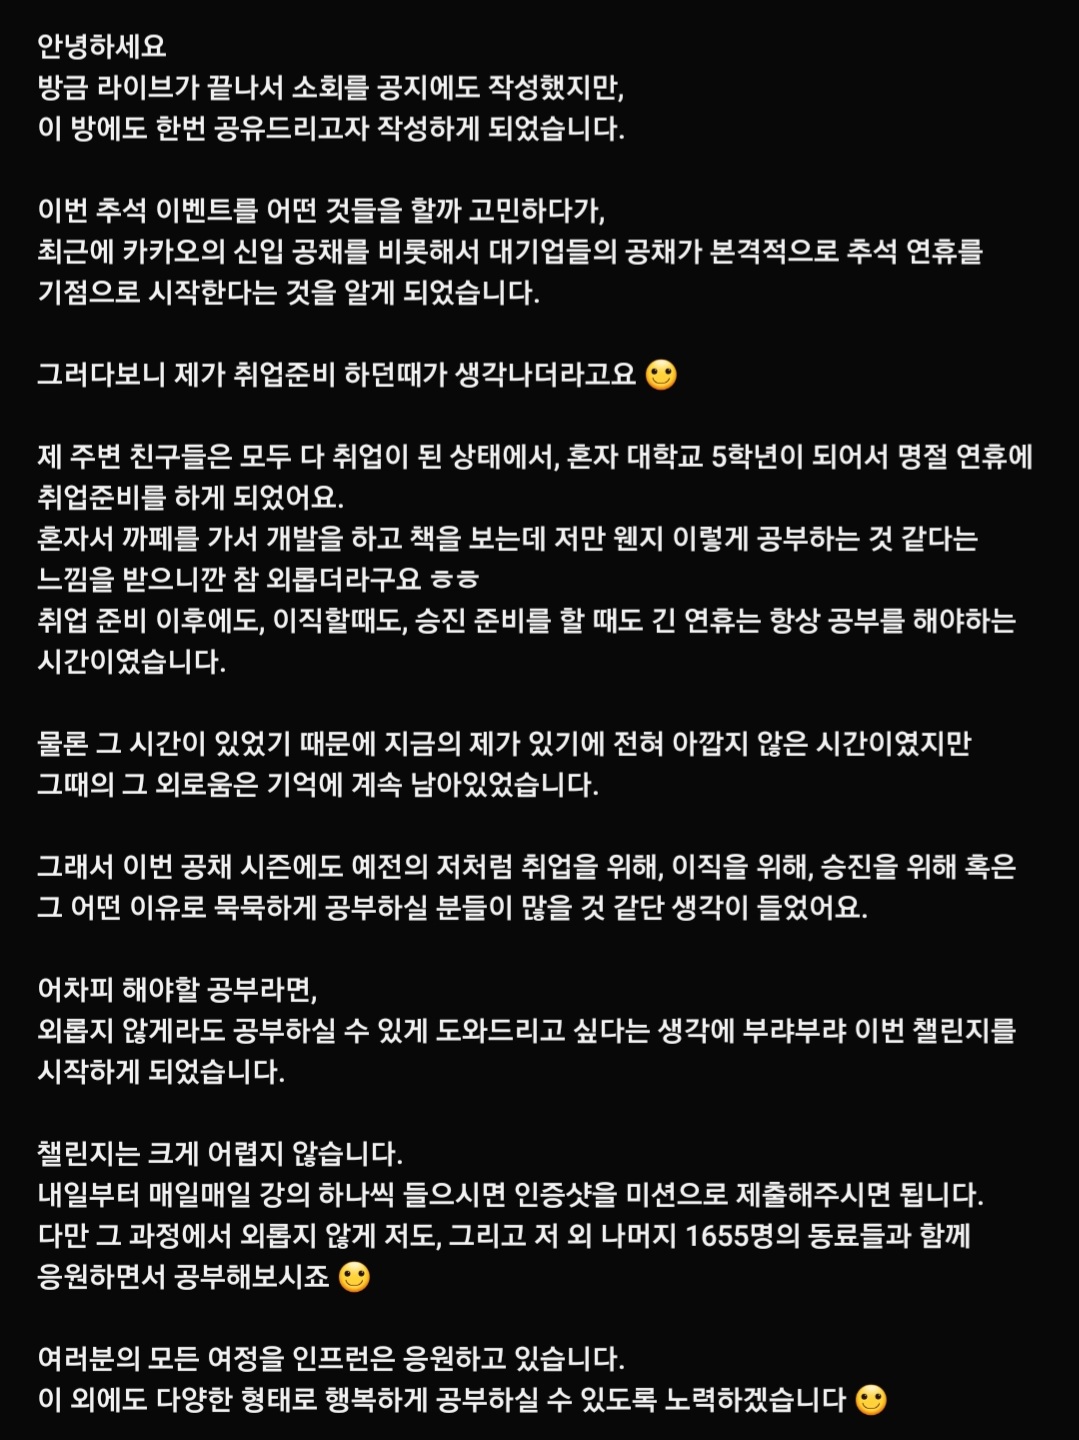 안녕하세요
방금 라이브가 끝나서 소회를 공지에도 작성했지만,
이 방에도 한번 공유드리고자 작성하게 되었습니다.
이번 추석 이벤트를 어떤 것들을 할까 고민하다가,
최근에 카카오의 신입 공채를 비롯해서 대기업들의 공채가 본격적으로 추석 연휴를
기점으로 시작한다는 것을 알게 되었습니다.
그러다보니 제가 취업준비 하던때가 생각나더라고요 🙂
제 주변 친구들은 모두 다 취업이 된 상태에서, 혼자 대학교 5학년이 되어서 명절 연휴에
취업준비를 하게 되었어요.
혼자서 까페를 가서 개발을 하고 책을 보는데 저만 웬지 이렇게 공부하는 것 같다는
느낌을 받으니깐 참 외롭더라구요 ㅎㅎ
취업 준비 이후에도, 이직할때도, 승진 준비를 할 때도 긴 연휴는 항상 공부를 해야하는
시간이였습니다.
물론 그 시간이 있었기 때문에 지금의 제가 있기에 전혀 아깝지 않은 시간이였지만
그때의 그 외로움은 기억에 계속 남아있었습니다.
그래서 이번 공채 시즌에도 예전의 저처럼 취업을 위해, 이직을 위해, 승진을 위해 혹은
그 어떤 이유로 묵묵하게 공부하실 분들이 많을 것 같단 생각이 들었어요.
어차피 해야할 공부라면,
외롭지 않게라도 공부하실 수 있게 도와드리고 싶다는 생각에 부랴부랴 이번 챌린지를
시작하게 되었습니다.
챌린지는 크게 어렵지 않습니다.
내일부터 매일매일 강의 하나씩 들으시면 인증샷을 미션으로 제출해주시면 됩니다.
다만 그 과정에서 외롭지 않게 저도, 그리고 저 외 나머지 1655명의 동료들과 함께
응원하면서 공부해보시죠 🙂
여러분의 모든 여정을 인프런은 응원하고 있습니다.
이 외에도 다양한 형태로 행복하게 공부하실 수 있도록 노력하겠습니다 🙂